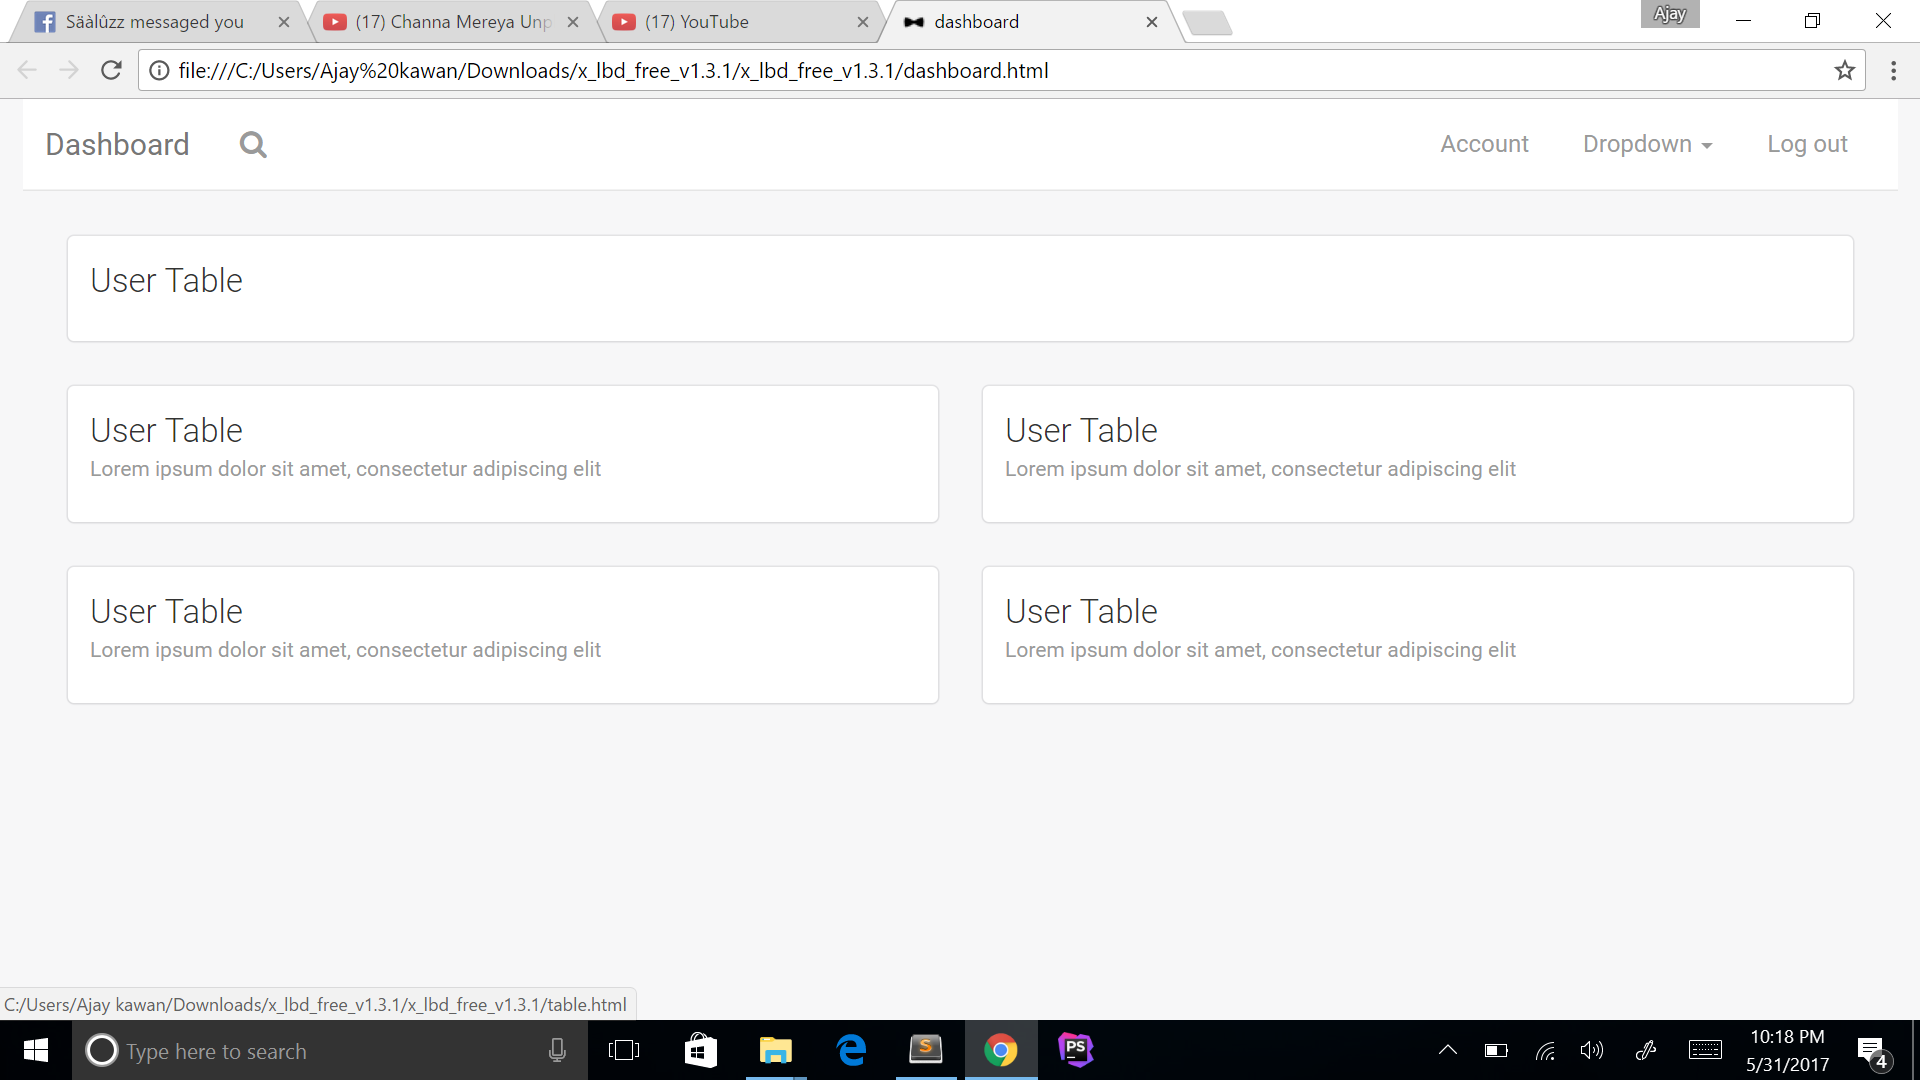 Säàlûzz messaged you
(17) Channa Mereya Unp
(17) YouTube
dashboard
Ajay
file:///C:/Users/Ajay%20kawan/Downloads/x_lbd_free_v1.3.1/x_lbd_free_v1.3.1/dashboard.html
Dashboard
Account
Dropdown
Log out
User Table
User Table
Lorem ipsum dolor sit amet, consectetur adipiscing elit
User Table
Lorem ipsum dolor sit amet, consectetur adipiscing elit
User Table
Lorem ipsum dolor sit amet, consectetur adipiscing elit
User Table
Lorem ipsum dolor sit amet, consectetur adipiscing elit
C:/Users/Ajay kawan/Downloads/x_lbd_free_v1.3.1/x_lbd_free_v1.3.1/table.html
Type here to search
S
PS
10:18 PM
5/31/2017
4